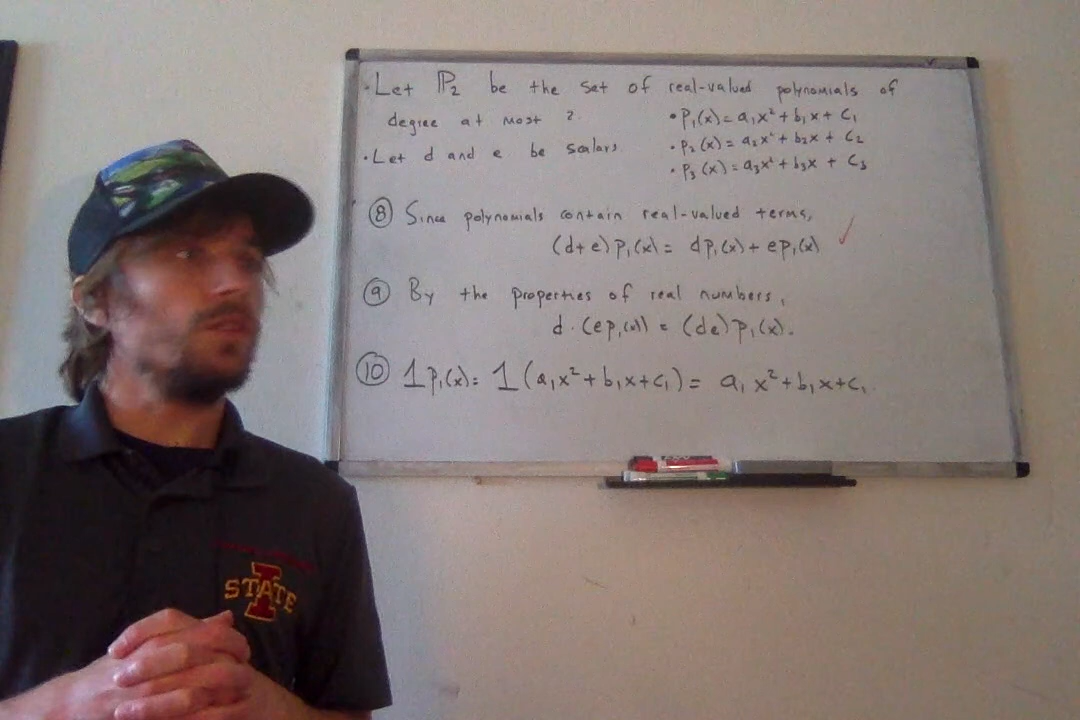 · Let ℙ₂ be the set of real-valued polynomials of
degree at most 2.
· p₁(x) = a₁x² + b₁x + c₁
· p₂(x) = a₂x² + b₂x + c₂
· p₃(x) = a₃x² + b₃x + c₃
· Let d and e be scalars
⑧ Since polynomials contain real-valued terms,
(d+e)p₁(x) = dp₁(x) + ep₁(x) ✓
⑨ By the properties of real numbers,
d·(ep₁(x)) = (de)p₁(x).
⑩ 1p₁(x) = 1(a₁x² + b₁x + c₁) = a₁x² + b₁x + c₁.
STATE